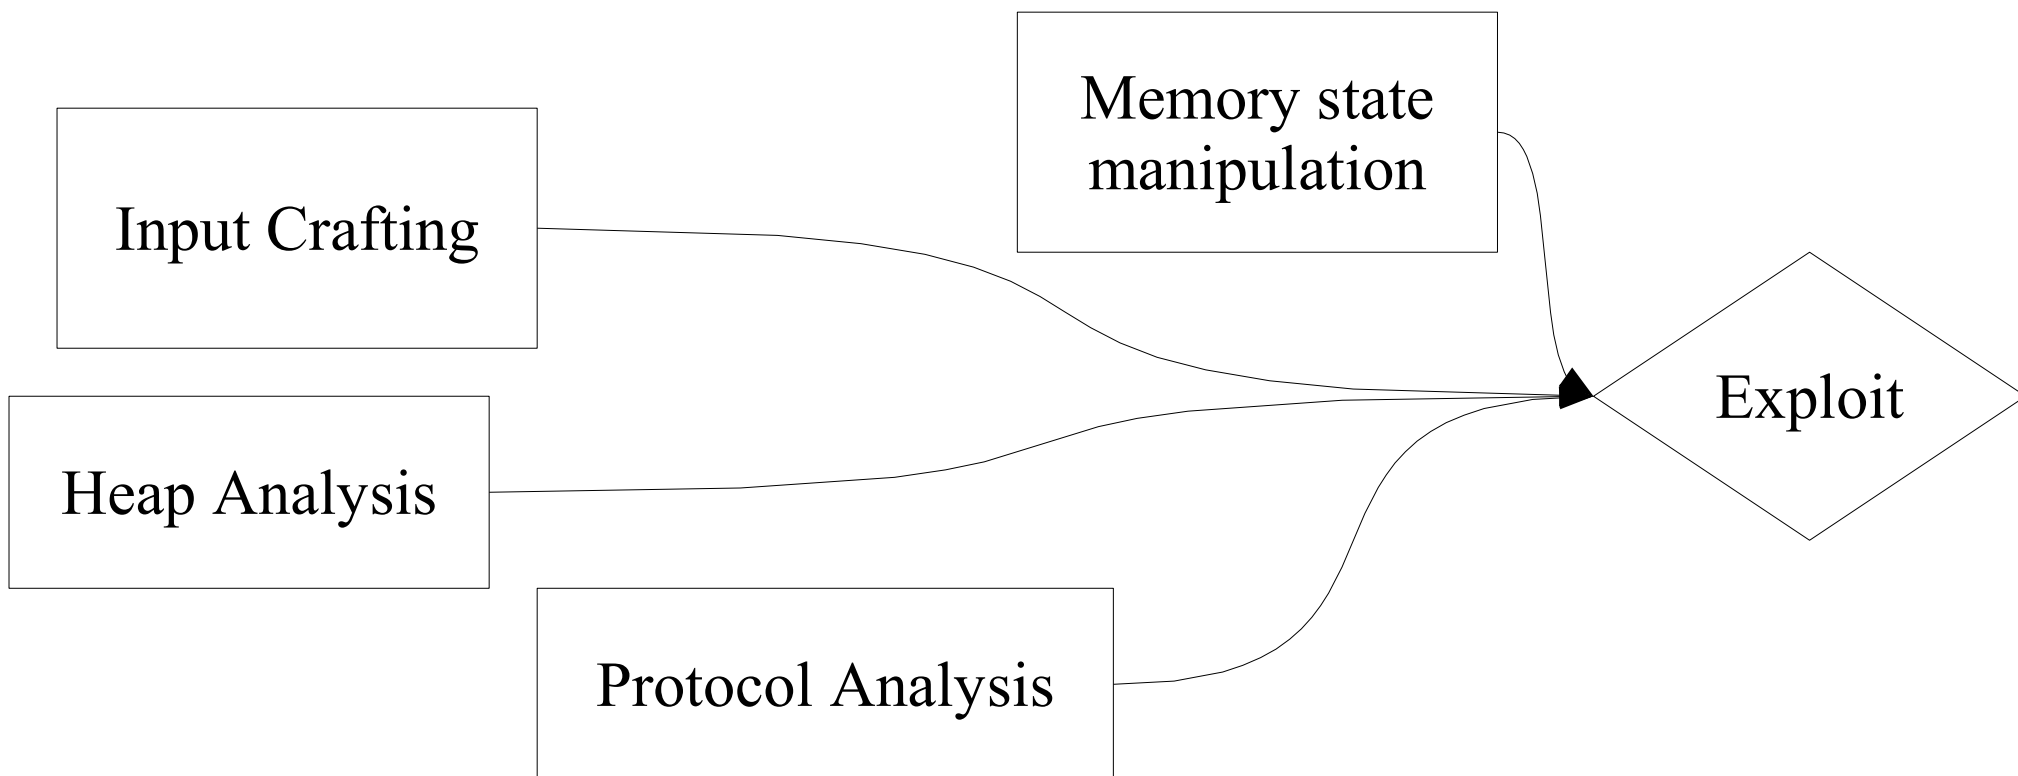 Memory state
manipulation
Input Crafting
Exploit
Heap Analysis
Protocol Analysis